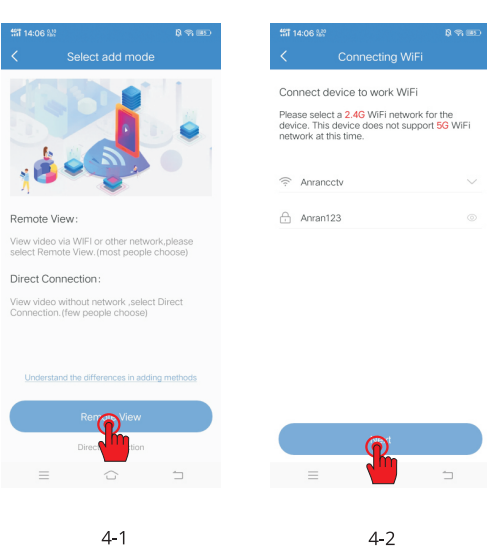 14:06
Select add mode
Remote View:
View video via WIFI or other network,please
select Remote View.(most people choose)
Direct Connection:
View video without network ,select Direct
Connection.(few people choose)
Understand the differences in adding methods
Remote View
4-1
14:06
Connecting WiFi
Connect device to work WiFi
Please select a 2.4G WiFi network for the
device. This device does not support 5G WiFi
network at this time.
Anrancctv
Anran123
4-2